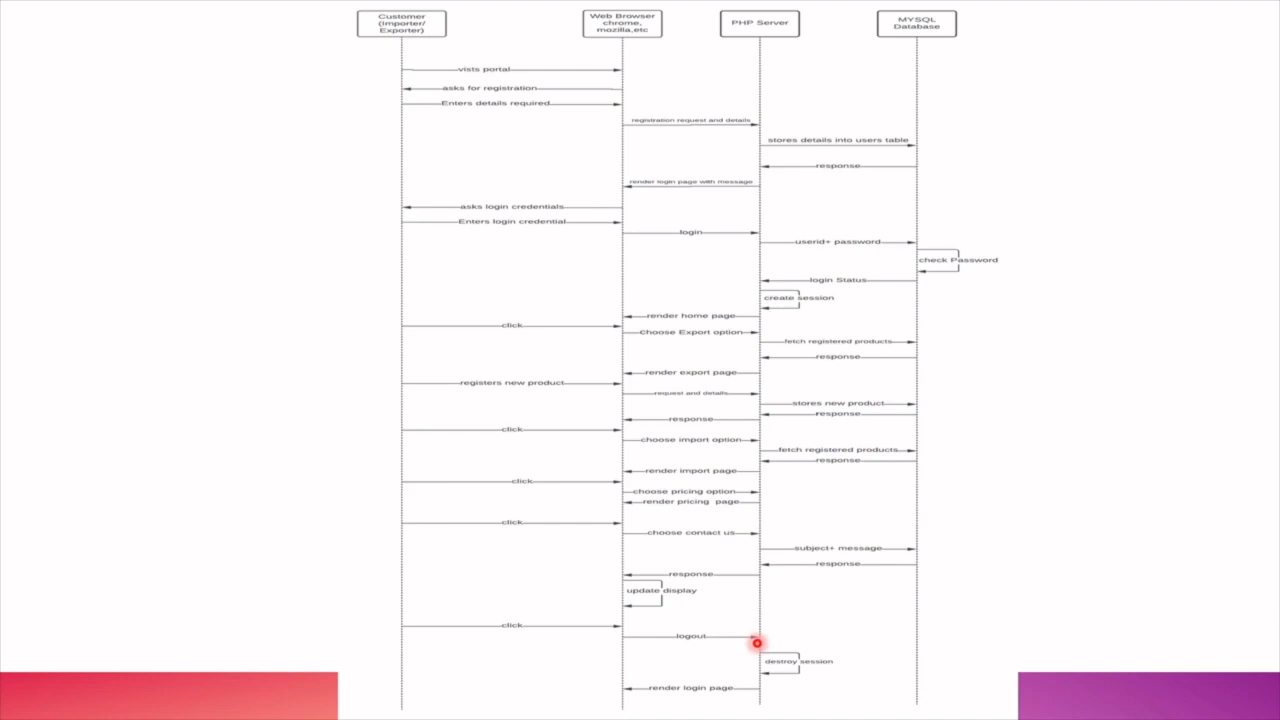 Customer
(Importer/
Exporter)
Web Browser
chrome,
mozilla,etc
PHP Server
MYSQL
Database
vists portal
asks for registration
Enters details required
registration request and details
stores details into users table
response
render login page with message
asks login credentials
Enters login credential
login
userid+ password
check Password
login Status
create session
render home page
click
Choose Export option
fetch registered products
response
render export page
registers new product
request and details
stores new product
response
response
click
choose import option
fetch registered products
response
render import page
click
choose pricing option
render pricing page
click
choose contact us
subject+ message
response
response
update display
click
logout
destroy session
render login page